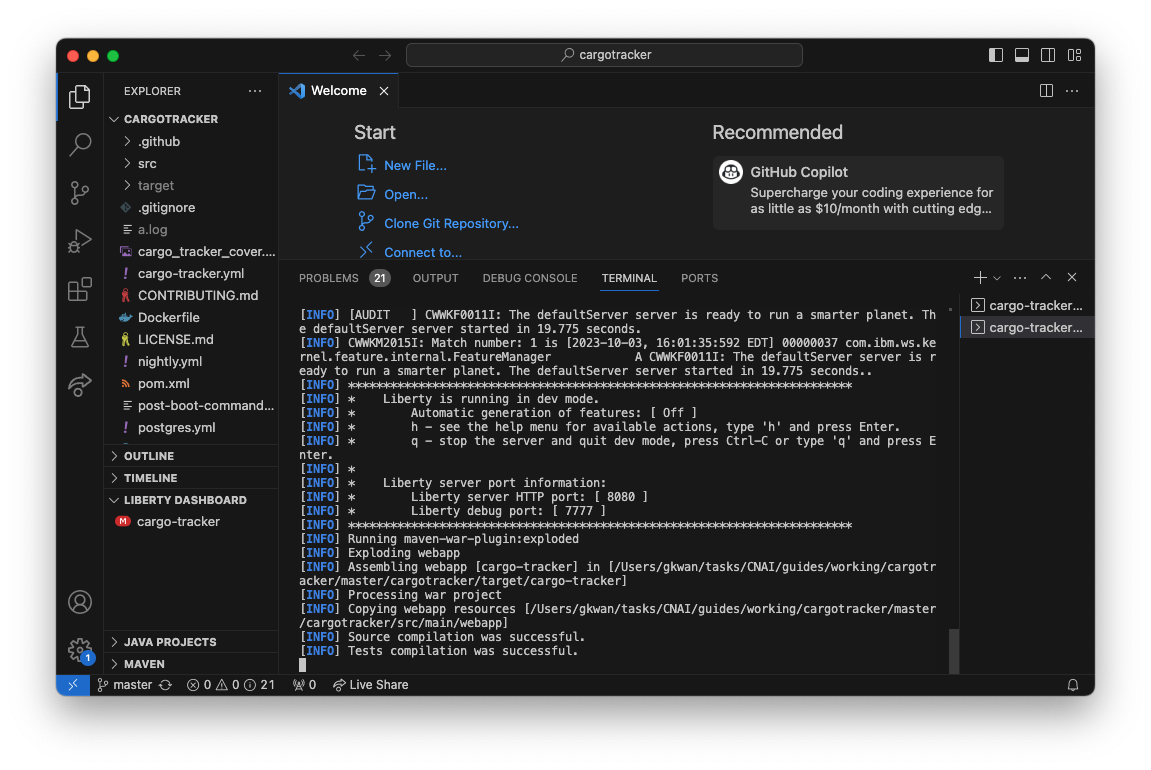 cargotracker
EXPLORER
CARGOTRACKER
.github
src
target
.gitignore
a.log
cargo_tracker_cover....
cargo-tracker.yml
CONTRIBUTING.md
Dockerfile
LICENSE.md
nightly.yml
pom.xml
post-boot-command...
postgres.yml
OUTLINE
TIMELINE
LIBERTY DASHBOARD
M cargo-tracker
JAVA PROJECTS
MAVEN
1
Welcome
Start
New File...
Open...
Clone Git Repository...
Connect to...
Recommended
GitHub Copilot
Supercharge your coding experience for
as little as $10/month with cutting edg...
PROBLEMS 21 OUTPUT DEBUG CONSOLE TERMINAL PORTS
[INFO] [AUDIT   ] CWWKF0011I: The defaultServer server is ready to run a smarter planet. Th
e defaultServer server started in 19.775 seconds.
[INFO] CWWKM2015I: Match number: 1 is [2023-10-03, 16:01:35:592 EDT] 00000037 com.ibm.ws.ke
rnel.feature.internal.FeatureManager            A CWWKF0011I: The defaultServer server is r
eady to run a smarter planet. The defaultServer server started in 19.775 seconds..
[INFO] ************************************************************************
[INFO] *    Liberty is running in dev mode.
[INFO] *        Automatic generation of features: [ Off ]
[INFO] *        h - see the help menu for available actions, type 'h' and press Enter.
[INFO] *        q - stop the server and quit dev mode, press Ctrl-C or type 'q' and press E
nter.
[INFO] *
[INFO] *    Liberty server port information:
[INFO] *        Liberty server HTTP port: [ 8080 ]
[INFO] *        Liberty debug port: [ 7777 ]
[INFO] ************************************************************************
[INFO] Running maven-war-plugin:exploded
[INFO] Exploding webapp
[INFO] Assembling webapp [cargo-tracker] in [/Users/gkwan/tasks/CNAI/guides/working/cargotr
acker/master/cargotracker/target/cargo-tracker]
[INFO] Processing war project
[INFO] Copying webapp resources [/Users/gkwan/tasks/CNAI/guides/working/cargotracker/master
/cargotracker/src/main/webapp]
[INFO] Source compilation was successful.
[INFO] Tests compilation was successful.
cargo-tracker...
cargo-tracker...
master 0 0 21 0 Live Share